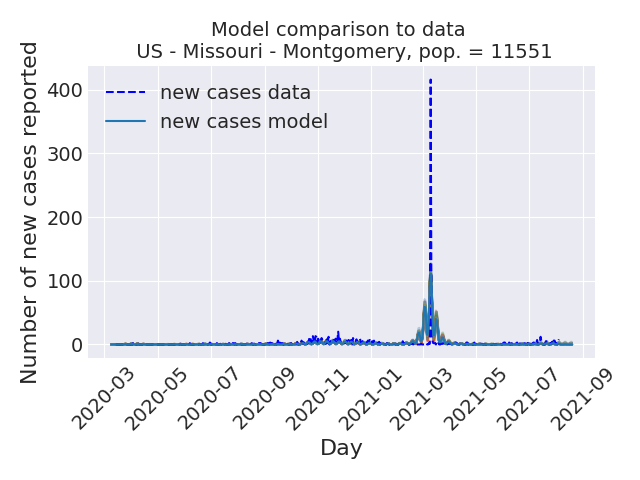 Model comparison to data
US - Missouri - Montgomery, pop. = 11551
Number of new cases reported
400
300
200
100
0
new cases data
new cases model
2020-03
2020-05
2020-07
2020-09
2020-11
2021-01
2021-03
2021-05
2021-07
2021-09
Day